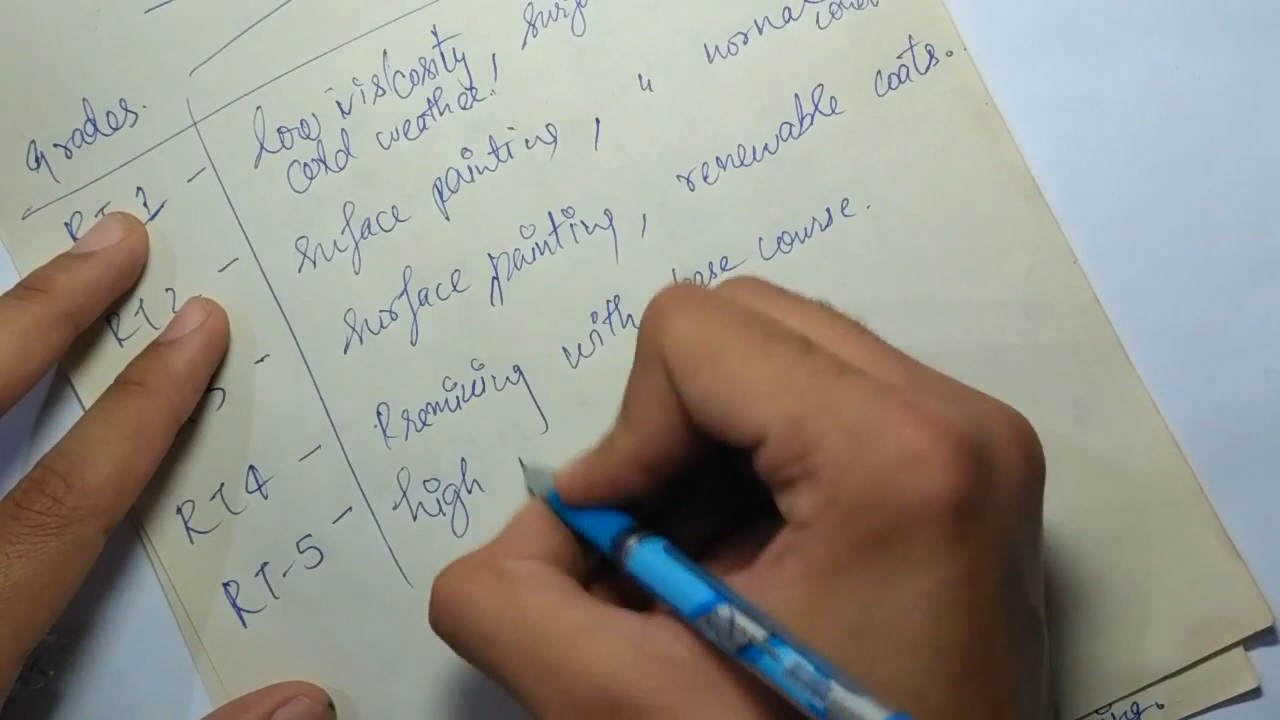 grades.
RT 1 - low viscosity,
cold weather.
RT 2 - surface painting, " normal
RT 3 - surface painting, renewable coats.
RT 4 - Premixing with base course.
RT-5 - high